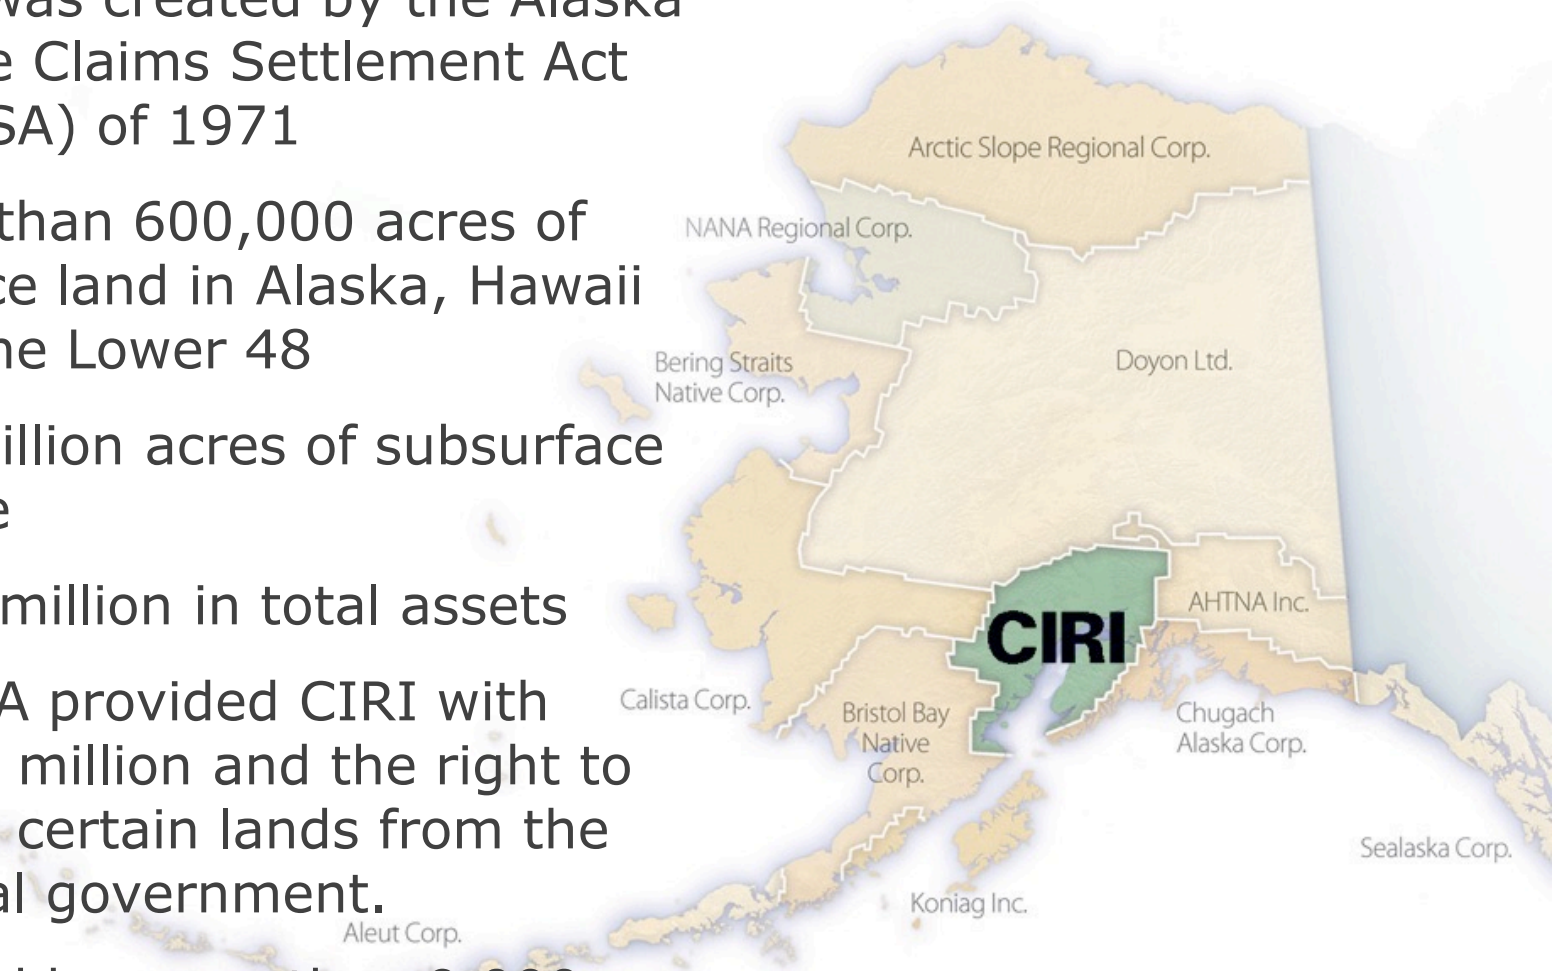 was created by the Alaska
e Claims Settlement Act
SA) of 1971
than 600,000 acres of
ce land in Alaska, Hawaii
he Lower 48
illion acres of subsurface
e
million in total assets
A provided CIRI with
million and the right to
certain lands from the
al government.
Arctic Slope Regional Corp.
NANA Regional Corp.
Bering Straits
Native Corp.
Doyon Ltd.
AHTNA Inc.
CIRI
Calista Corp.
Bristol Bay
Native
Corp.
Chugach
Alaska Corp.
Sealaska Corp.
Koniag Inc.
Aleut Corp.